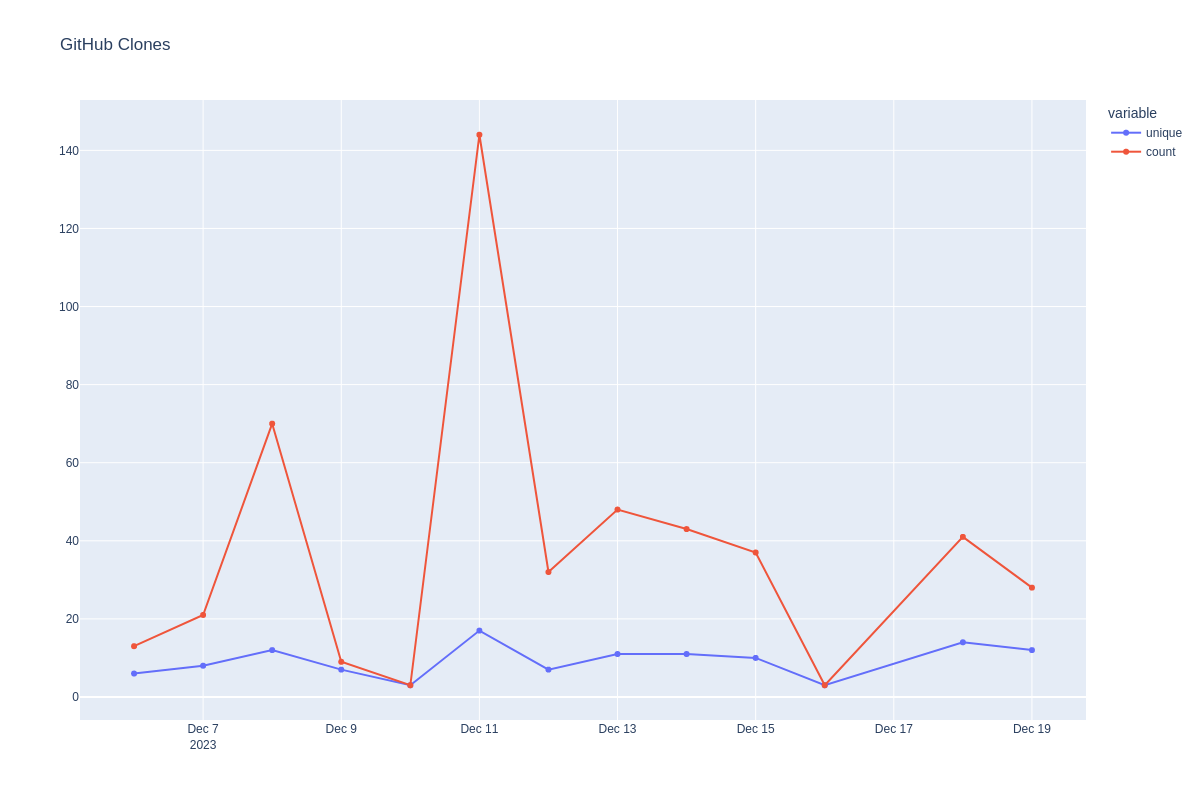 GitHub Clones
variable
unique
count
140
120
100
80
60
40
20
0
Dec 7
2023
Dec 9
Dec 11
Dec 13
Dec 15
Dec 17
Dec 19